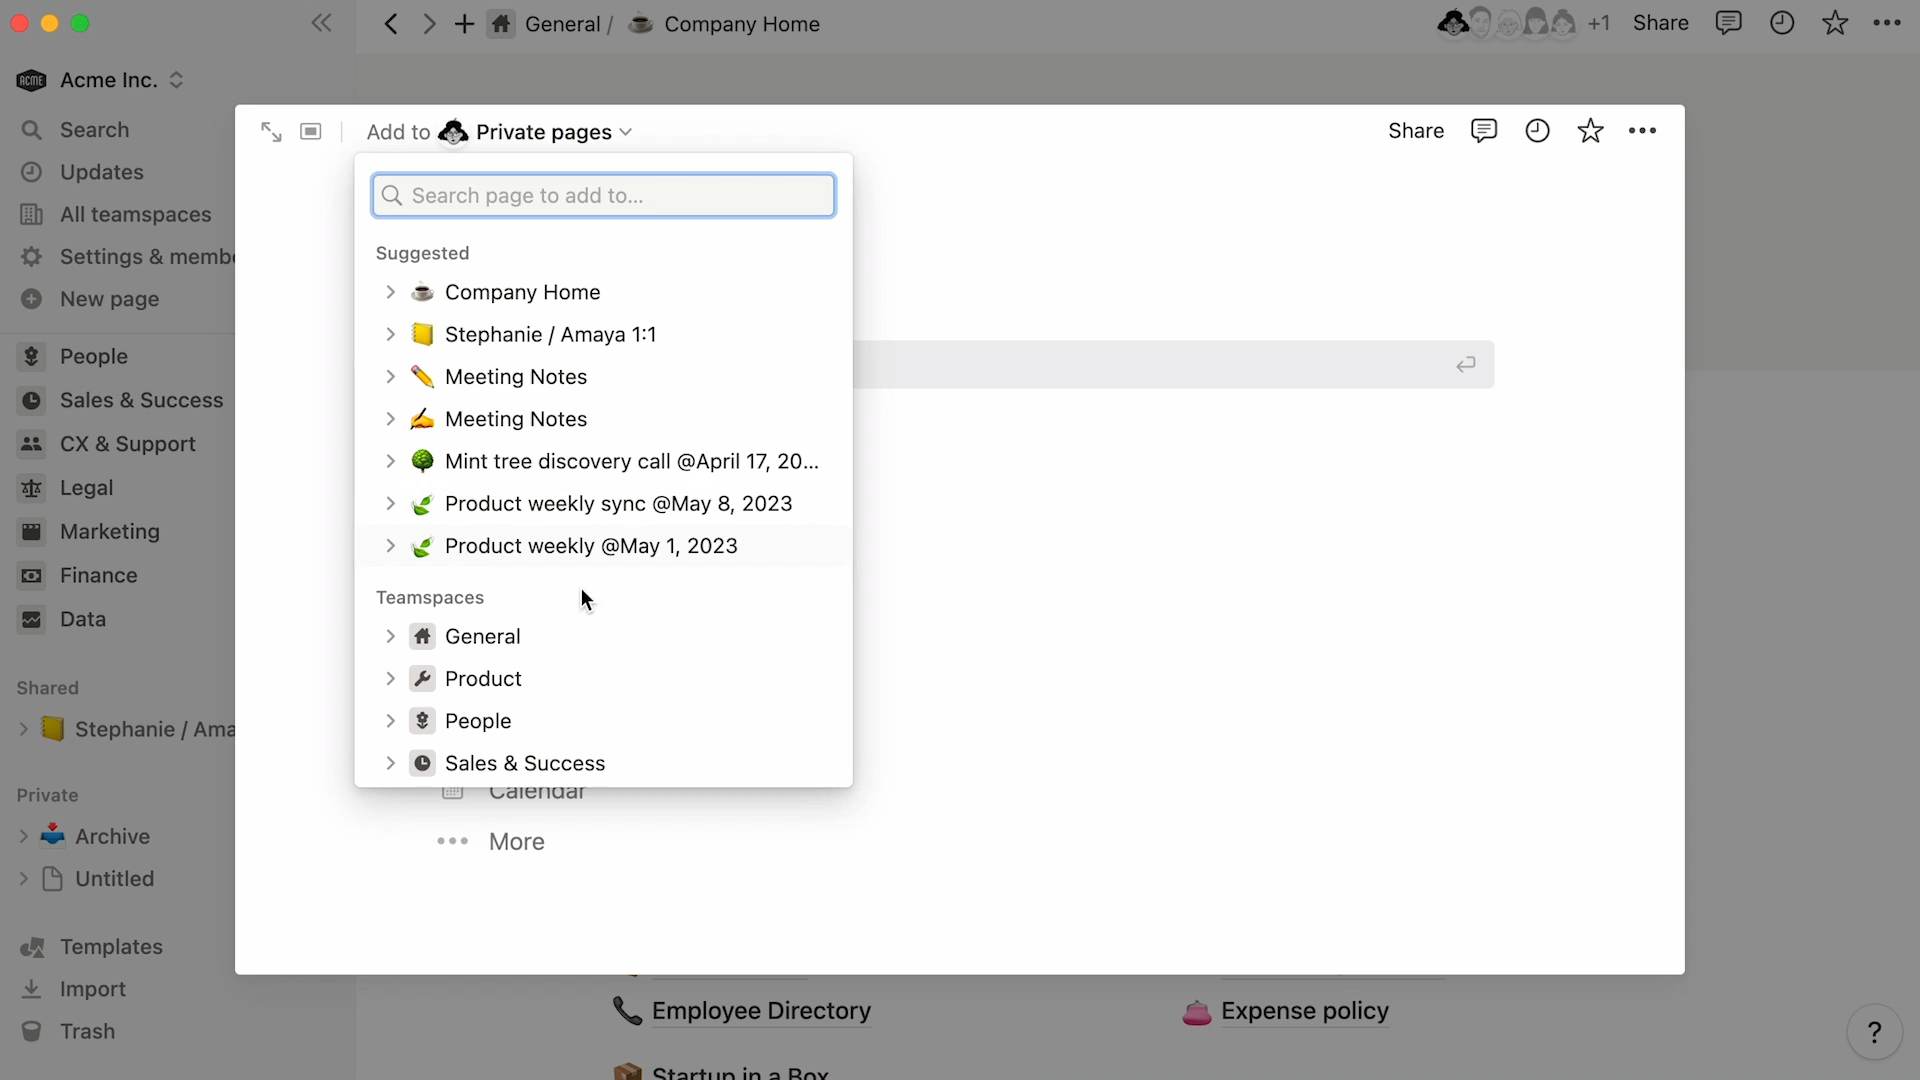 General / ☕ Company Home
+1 Share
ACME Acme Inc.
Search
Updates
All teamspaces
Settings & membe
New page
People
Sales & Success
CX & Support
Legal
Marketing
Finance
Data
Shared
Stephanie / Ama
Private
Archive
Untitled
Templates
Import
Trash
Add to Private pages
Share
Search page to add to...
Suggested
Company Home
Stephanie / Amaya 1:1
Meeting Notes
Meeting Notes
Mint tree discovery call @April 17, 20...
Product weekly sync @May 8, 2023
Product weekly @May 1, 2023
Teamspaces
General
Product
People
Sales & Success
Calendar
More
Employee Directory
Expense policy
Startup in a Box
?